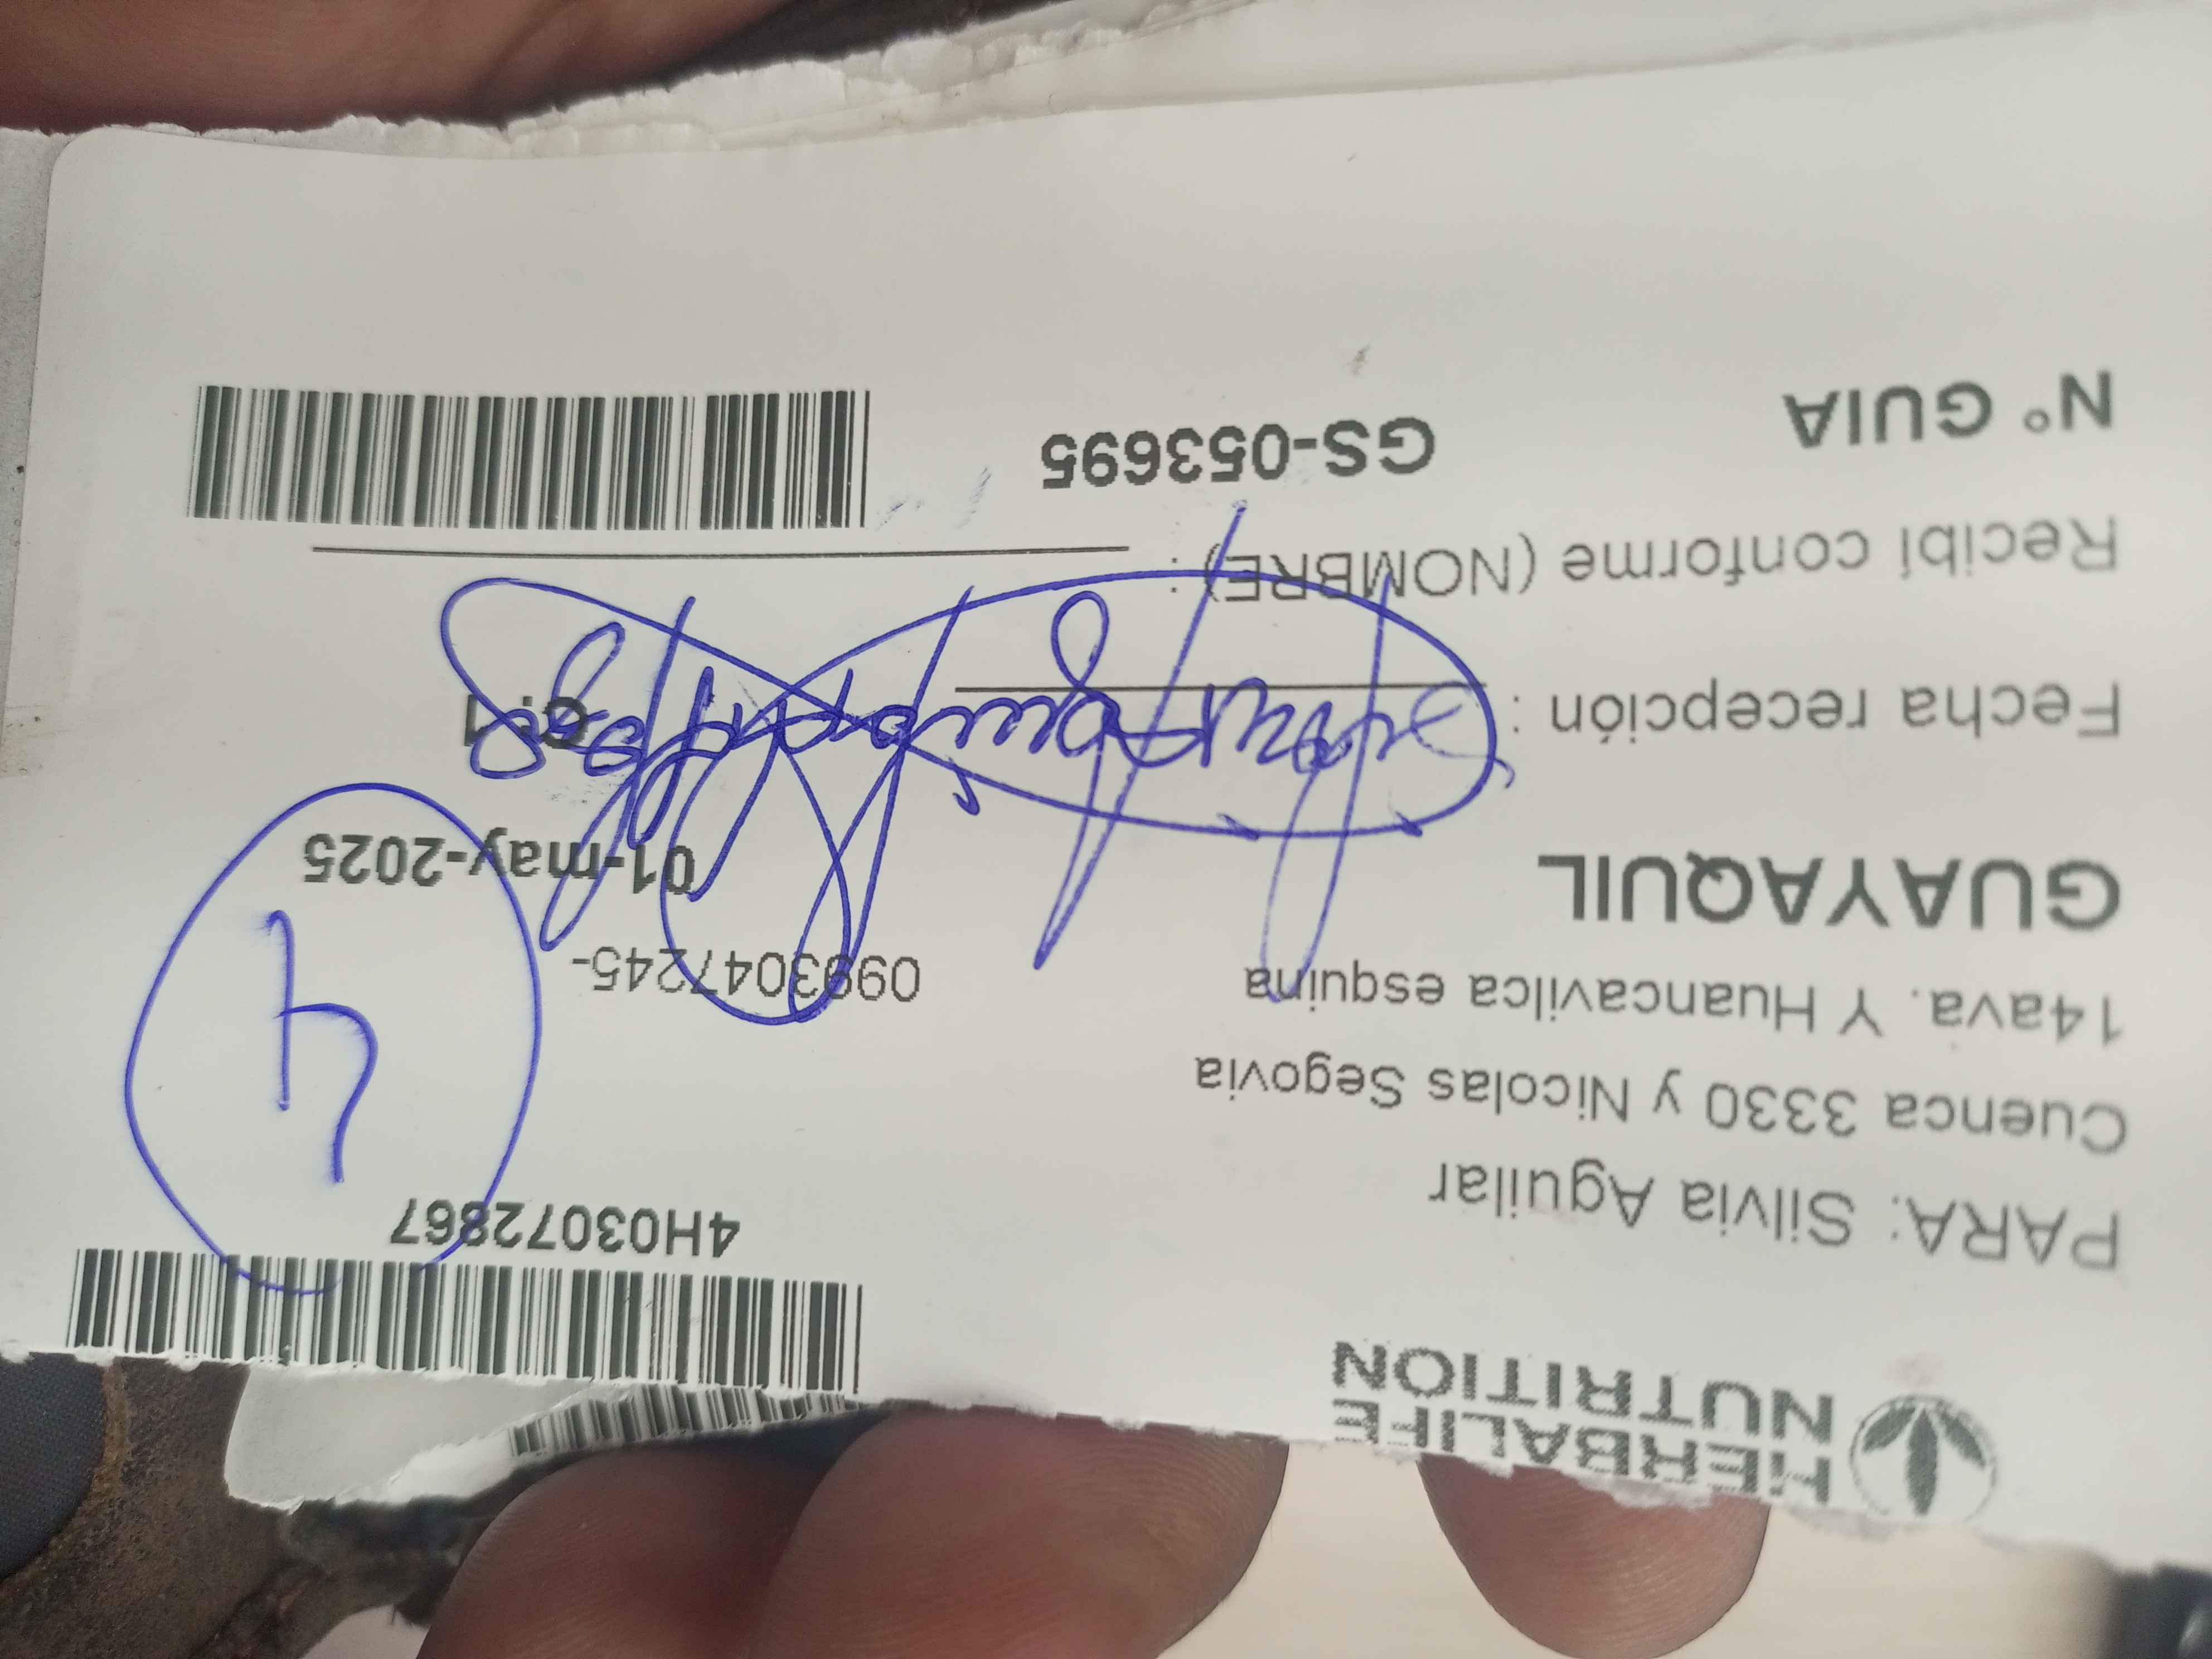 HERBALIFE
NUTRITION
4H03072867
PARA: Silvia Aguilar
Cuenca 3330 y Nicolas Segovia
14ava. Y Huancavilca esquina
0993047245-
GUAYAQUIL
01-may-2025
4
Fecha recepción :
c:1
Recibí conforme (NOMBRE) :
N° GUIA
GS-053695